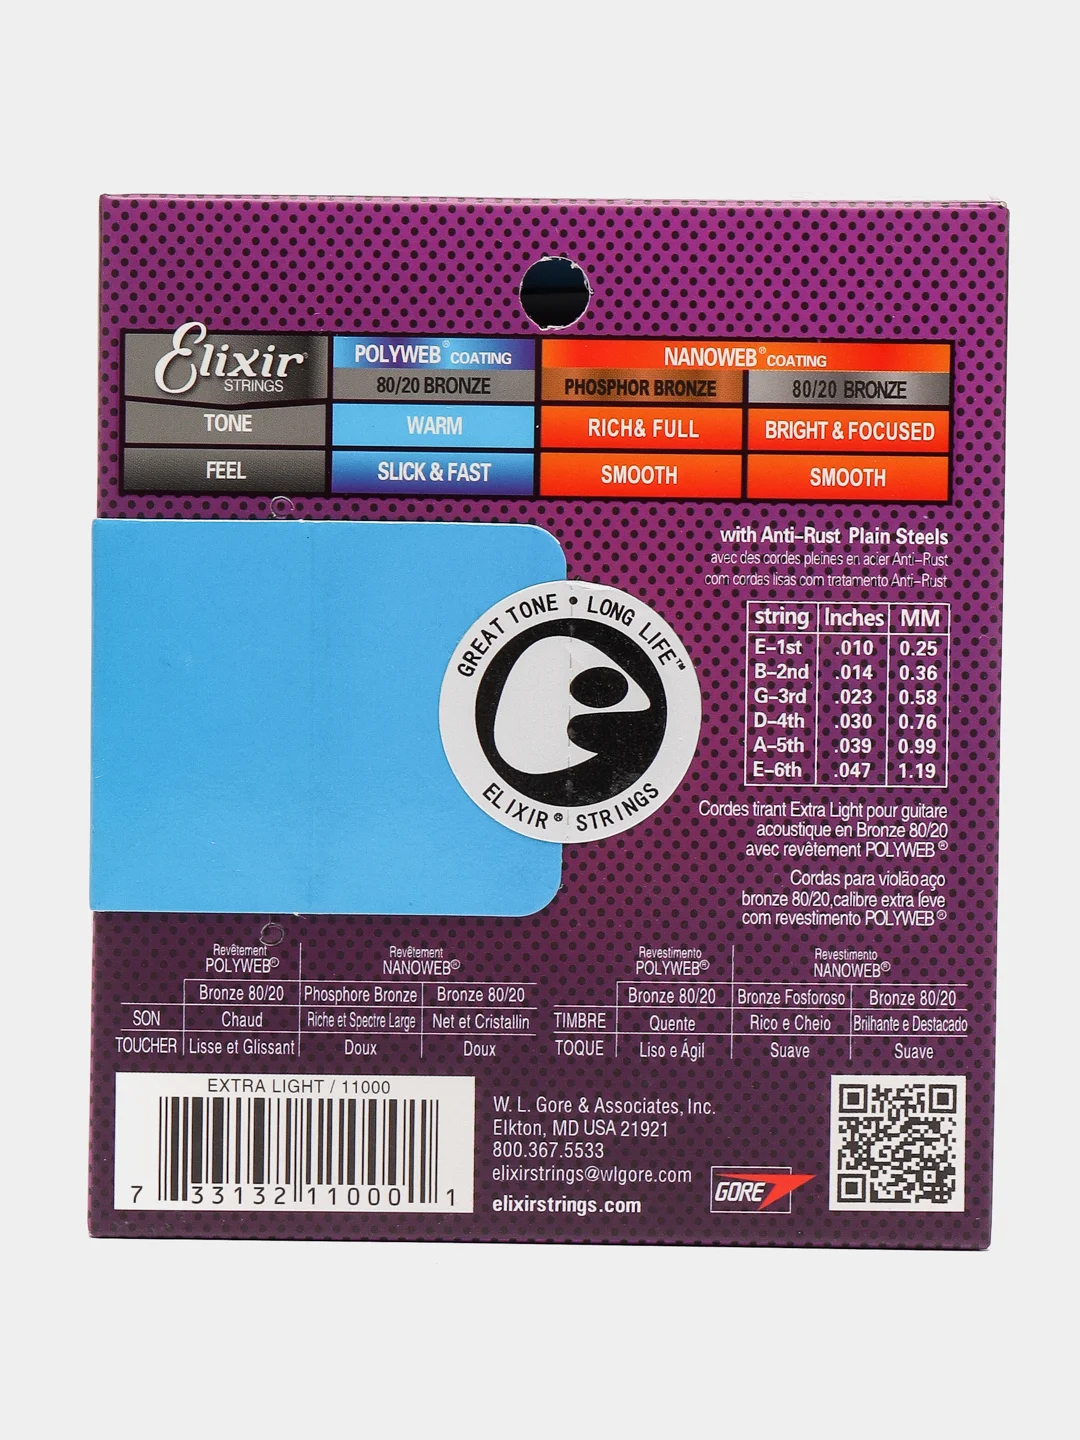 Elixir®
STRINGS
POLYWEB® COATING
NANOWEB® COATING
80/20 BRONZE
PHOSPHOR BRONZE
80/20 BRONZE
TONE
WARM
RICH& FULL
BRIGHT & FOCUSED
FEEL
SLICK & FAST
SMOOTH
SMOOTH
with Anti-Rust Plain Steels
avec des cordes pleines en acier Anti-Rust
com cordas lisas com tratamento Anti-Rust
GREAT TONE • LONG LIFE™
ELIXIR® STRINGS
string Inches MM
E-1st .010 0.25
B-2nd .014 0.36
G-3rd .023 0.58
D-4th .030 0.76
A-5th .039 0.99
E-6th .047 1.19
Cordes tirant Extra Light pour guitare
acoustique en Bronze 80/20
avec revêtement POLYWEB®
Cordas para violão aço
bronze 80/20,calibre extra leve
com revestimento POLYWEB®
Revêtement
POLYWEB®
Revêtement
NANOWEB®
Bronze 80/20 Phosphore Bronze Bronze 80/20
SON Chaud Riche et Spectre Large Net et Cristallin
TOUCHER Lisse et Glissant Doux Doux
Revestimento
POLYWEB®
Revestimento
NANOWEB®
Bronze 80/20 Bronze Fosforoso Bronze 80/20
TIMBRE Quente Rico e Cheio Brilhante e Destacado
TOQUE Liso e Ágil Suave Suave
EXTRA LIGHT / 11000
7 33132 11000 1
W. L. Gore & Associates, Inc.
Elkton, MD USA 21921
800.367.5533
elixirstrings@wlgore.com
elixirstrings.com
GORE